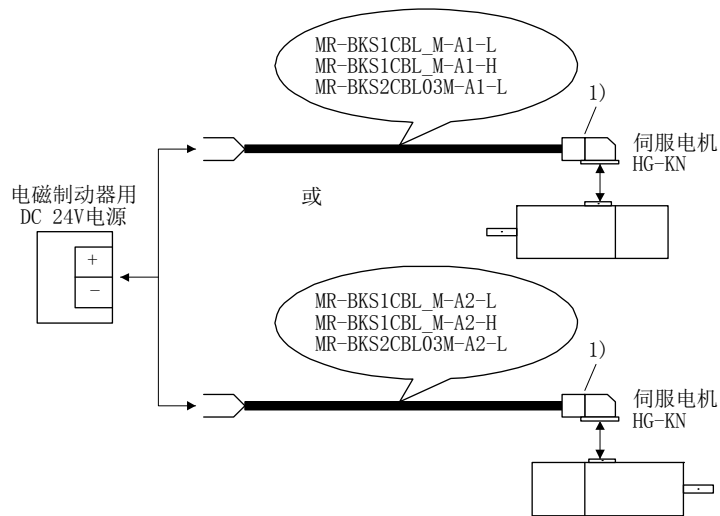 MR-BKS1CBL_M-A1-L
MR-BKS1CBL_M-A1-H
MR-BKS2CBL03M-A1-L
1)
伺服电机
HG-KN
电磁制动器用
DC 24V电源
+
−
或
MR-BKS1CBL_M-A2-L
MR-BKS1CBL_M-A2-H
MR-BKS2CBL03M-A2-L
1)
伺服电机
HG-KN